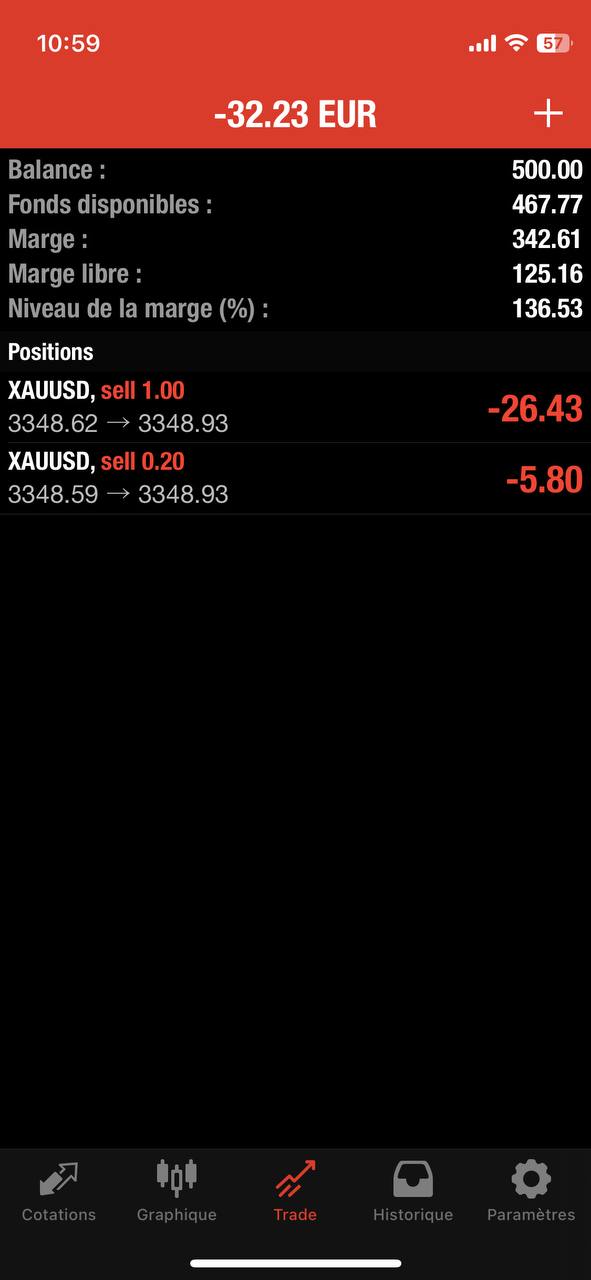 10:59
57
-32.23 EUR
Balance : 500.00
Fonds disponibles : 467.77
Marge : 342.61
Marge libre : 125.16
Niveau de la marge (%) : 136.53
Positions
XAUUSD, sell 1.00
3348.62 → 3348.93
-26.43
XAUUSD, sell 0.20
3348.59 → 3348.93
-5.80
Cotations Graphique Trade Historique Paramètres